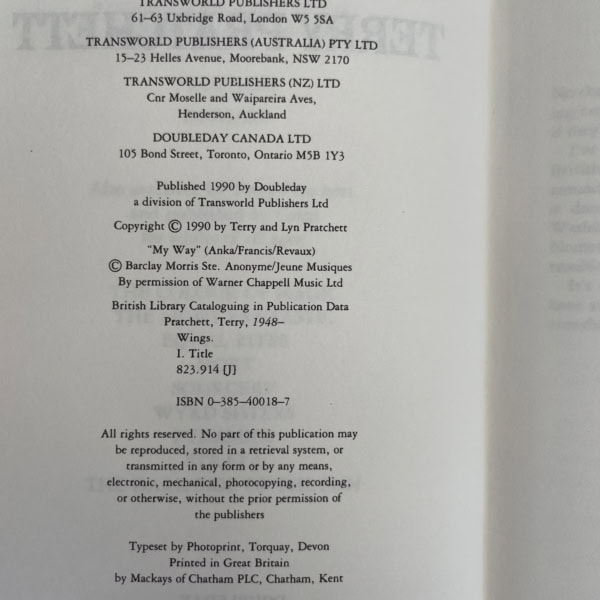 TRANSWORLD PUBLISHERS LTD
61–63 Uxbridge Road, London W5 5SA
TRANSWORLD PUBLISHERS (AUSTRALIA) PTY LTD
15–23 Helles Avenue, Moorebank, NSW 2170
TRANSWORLD PUBLISHERS (NZ) LTD
Cnr Moselle and Waipareira Aves,
Henderson, Auckland
DOUBLEDAY CANADA LTD
105 Bond Street, Toronto, Ontario M5B 1Y3
Published 1990 by Doubleday
a division of Transworld Publishers Ltd
Copyright © 1990 by Terry and Lyn Pratchett
"My Way" (Anka/Francis/Revaux)
© Barclay Morris Ste. Anonyme/Jeune Musiques
By permission of Warner Chappell Music Ltd
British Library Cataloguing in Publication Data
Pratchett, Terry, 1948–
Wings.
I. Title
823.914 [J]
ISBN 0–385–40018–7
All rights reserved. No part of this publication may
be reproduced, stored in a retrieval system, or
transmitted in any form or by any means,
electronic, mechanical, photocopying, recording,
or otherwise, without the prior permission of
the publishers
Typeset by Photoprint, Torquay, Devon
Printed in Great Britain
by Mackays of Chatham PLC, Chatham, Kent